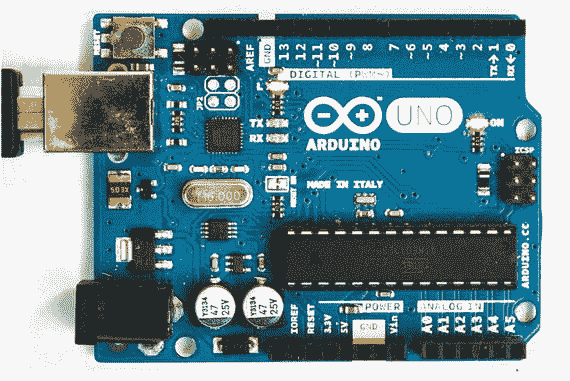 RESET
AREF
GND
13
12
~11
~10
~9
8
7
~6
~5
4
~3
2
TX→1
RX←0
DIGITAL (PWM~)
L
TX
RX
UNO
ON
ARDUINO
ICSP
MADE IN ITALY
ARDUINO.CC
47
25V
47
25V
IOREF
RESET
3.3V
5V
GND
Vin
POWER
ANALOG IN
A0
A1
A2
A3
A4
A5